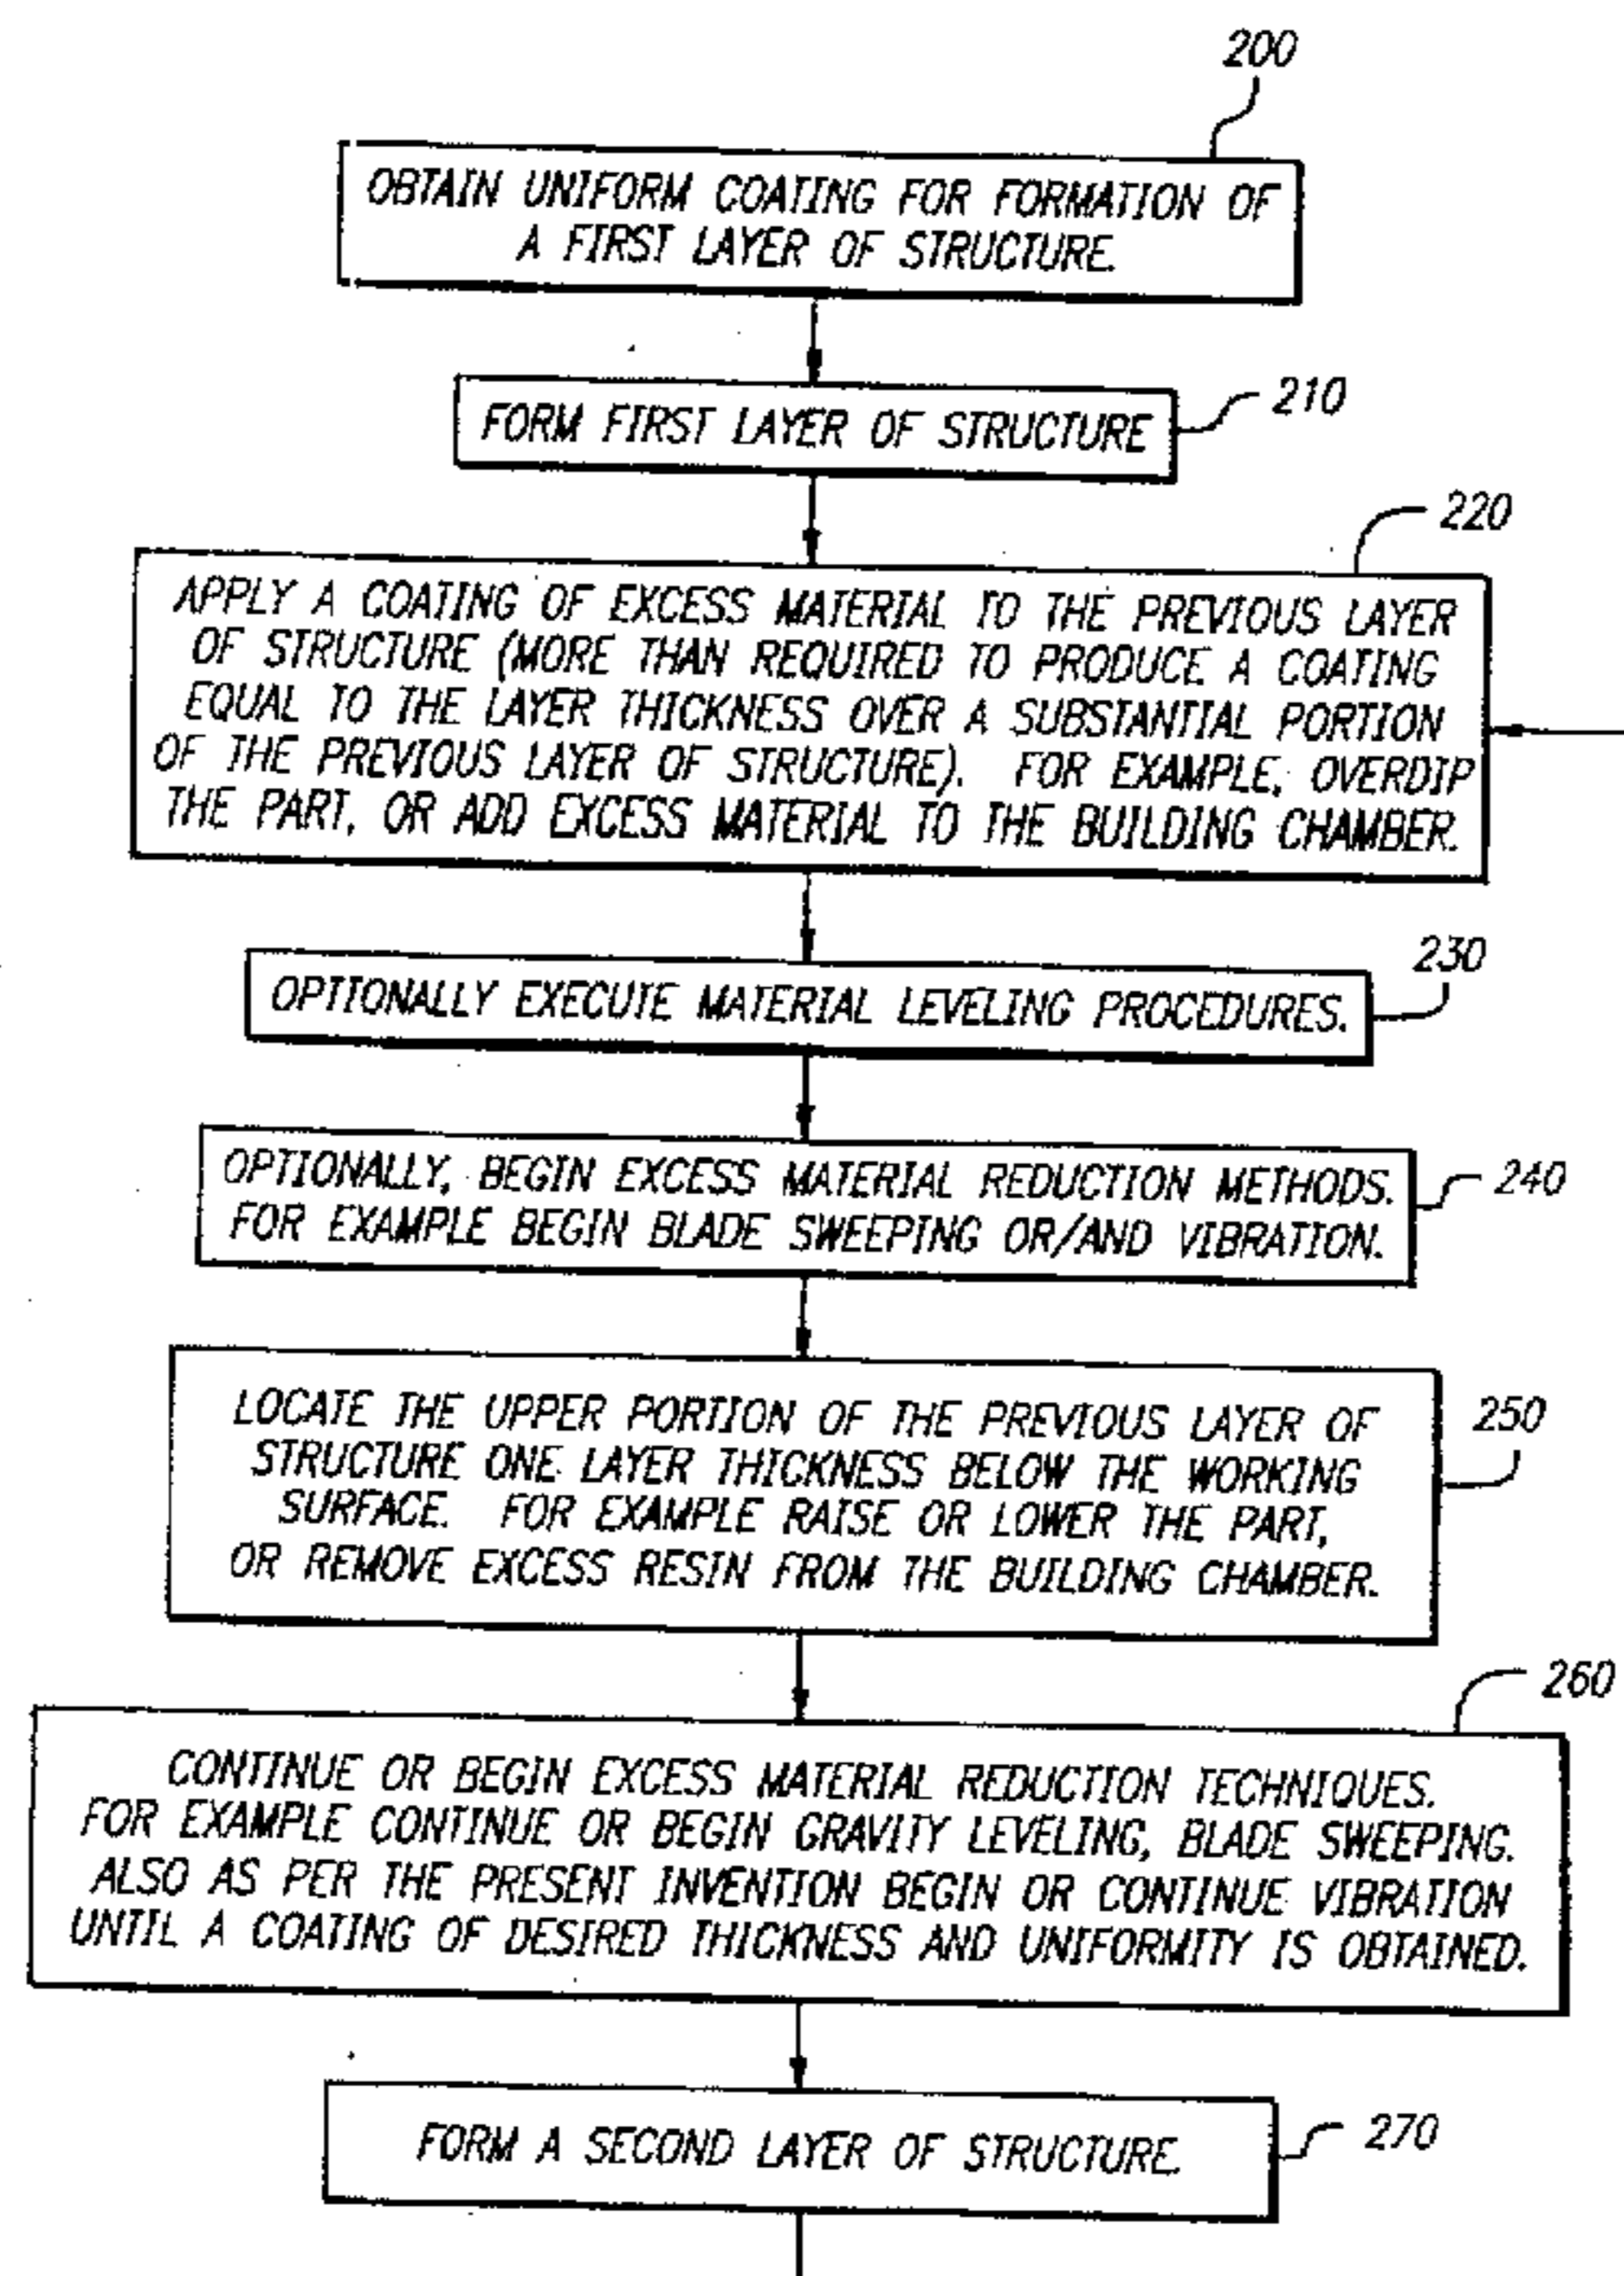 200
OBTAIN UNIFORM COATING FOR FORMATION OF
A FIRST LAYER OF STRUCTURE.
210
FORM FIRST LAYER OF STRUCTURE
220
APPLY A COATING OF EXCESS MATERIAL TO THE PREVIOUS LAYER
OF STRUCTURE (MORE THAN REQUIRED TO PRODUCE A COATING
EQUAL TO THE LAYER THICKNESS OVER A SUBSTANTIAL PORTION
OF THE PREVIOUS LAYER OF STRUCTURE). FOR EXAMPLE, OVERDIP
THE PART, OR ADD EXCESS MATERIAL TO THE BUILDING CHAMBER.
230
OPTIONALLY EXECUTE MATERIAL LEVELING PROCEDURES.
240
OPTIONALLY, BEGIN EXCESS MATERIAL REDUCTION METHODS.
FOR EXAMPLE BEGIN BLADE SWEEPING OR/AND VIBRATION.
250
LOCATE THE UPPER PORTION OF THE PREVIOUS LAYER OF
STRUCTURE ONE LAYER THICKNESS BELOW THE WORKING
SURFACE. FOR EXAMPLE RAISE OR LOWER THE PART,
OR REMOVE EXCESS RESIN FROM THE BUILDING CHAMBER.
260
CONTINUE OR BEGIN EXCESS MATERIAL REDUCTION TECHNIQUES.
FOR EXAMPLE CONTINUE OR BEGIN GRAVITY LEVELING, BLADE SWEEPING.
ALSO AS PER THE PRESENT INVENTION BEGIN OR CONTINUE VIBRATION
UNTIL A COATING OF DESIRED THICKNESS AND UNIFORMITY IS OBTAINED.
270
FORM A SECOND LAYER OF STRUCTURE.